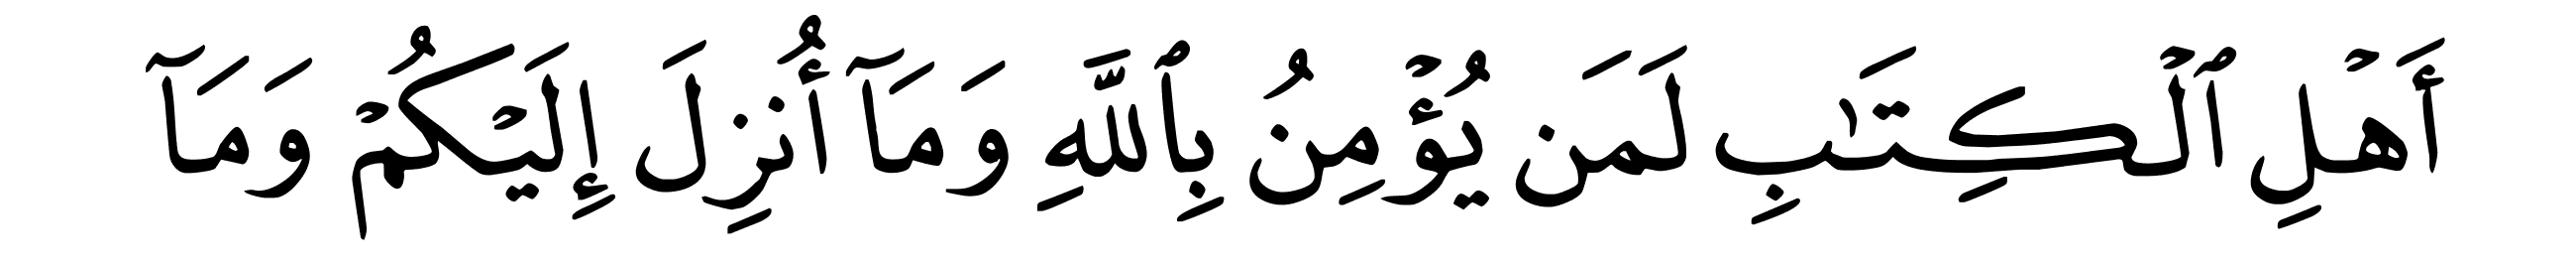 أَهۡلِ ٱلۡكِتَٰبِ لَمَن يُؤۡمِنُ بِٱللَّهِ وَمَآ أُنزِلَ إِلَيۡكُمۡ وَمَآ